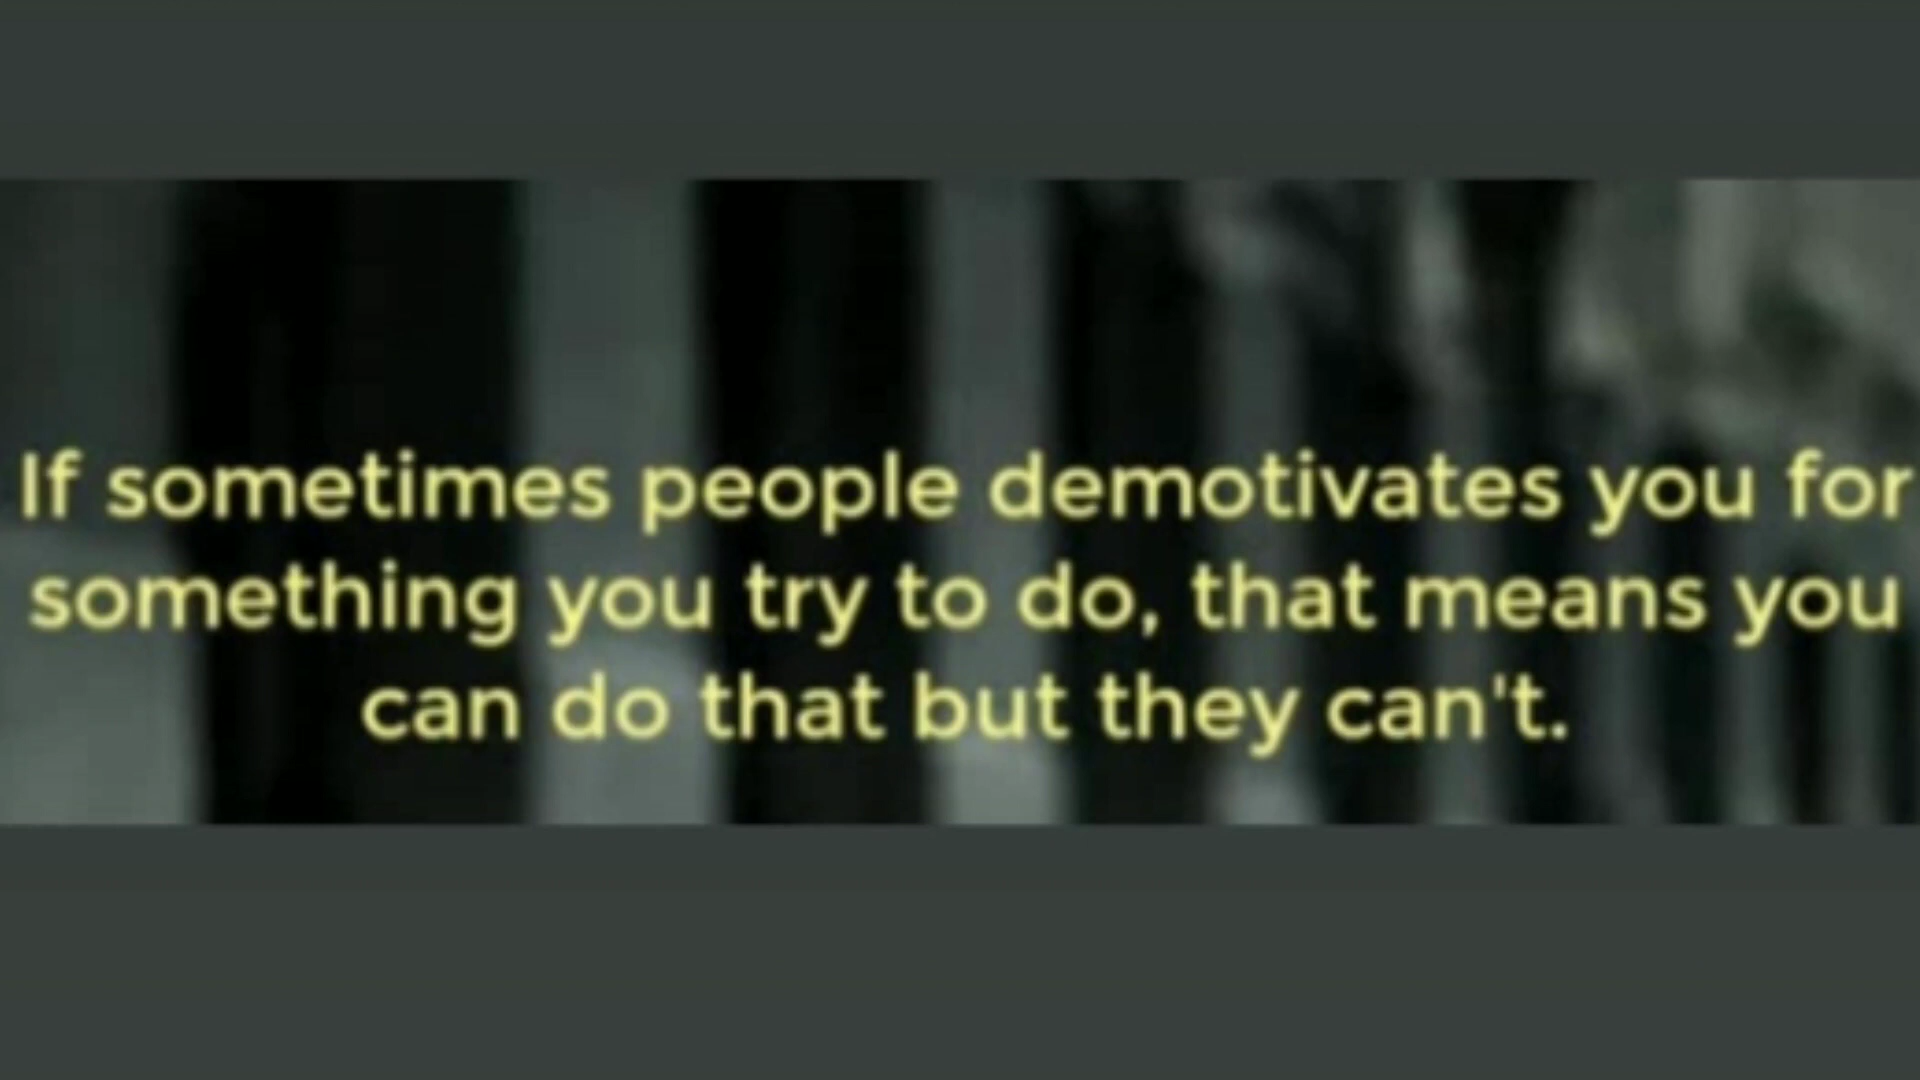 If sometimes people demotivates you for
something you try to do, that means you
can do that but they can't.